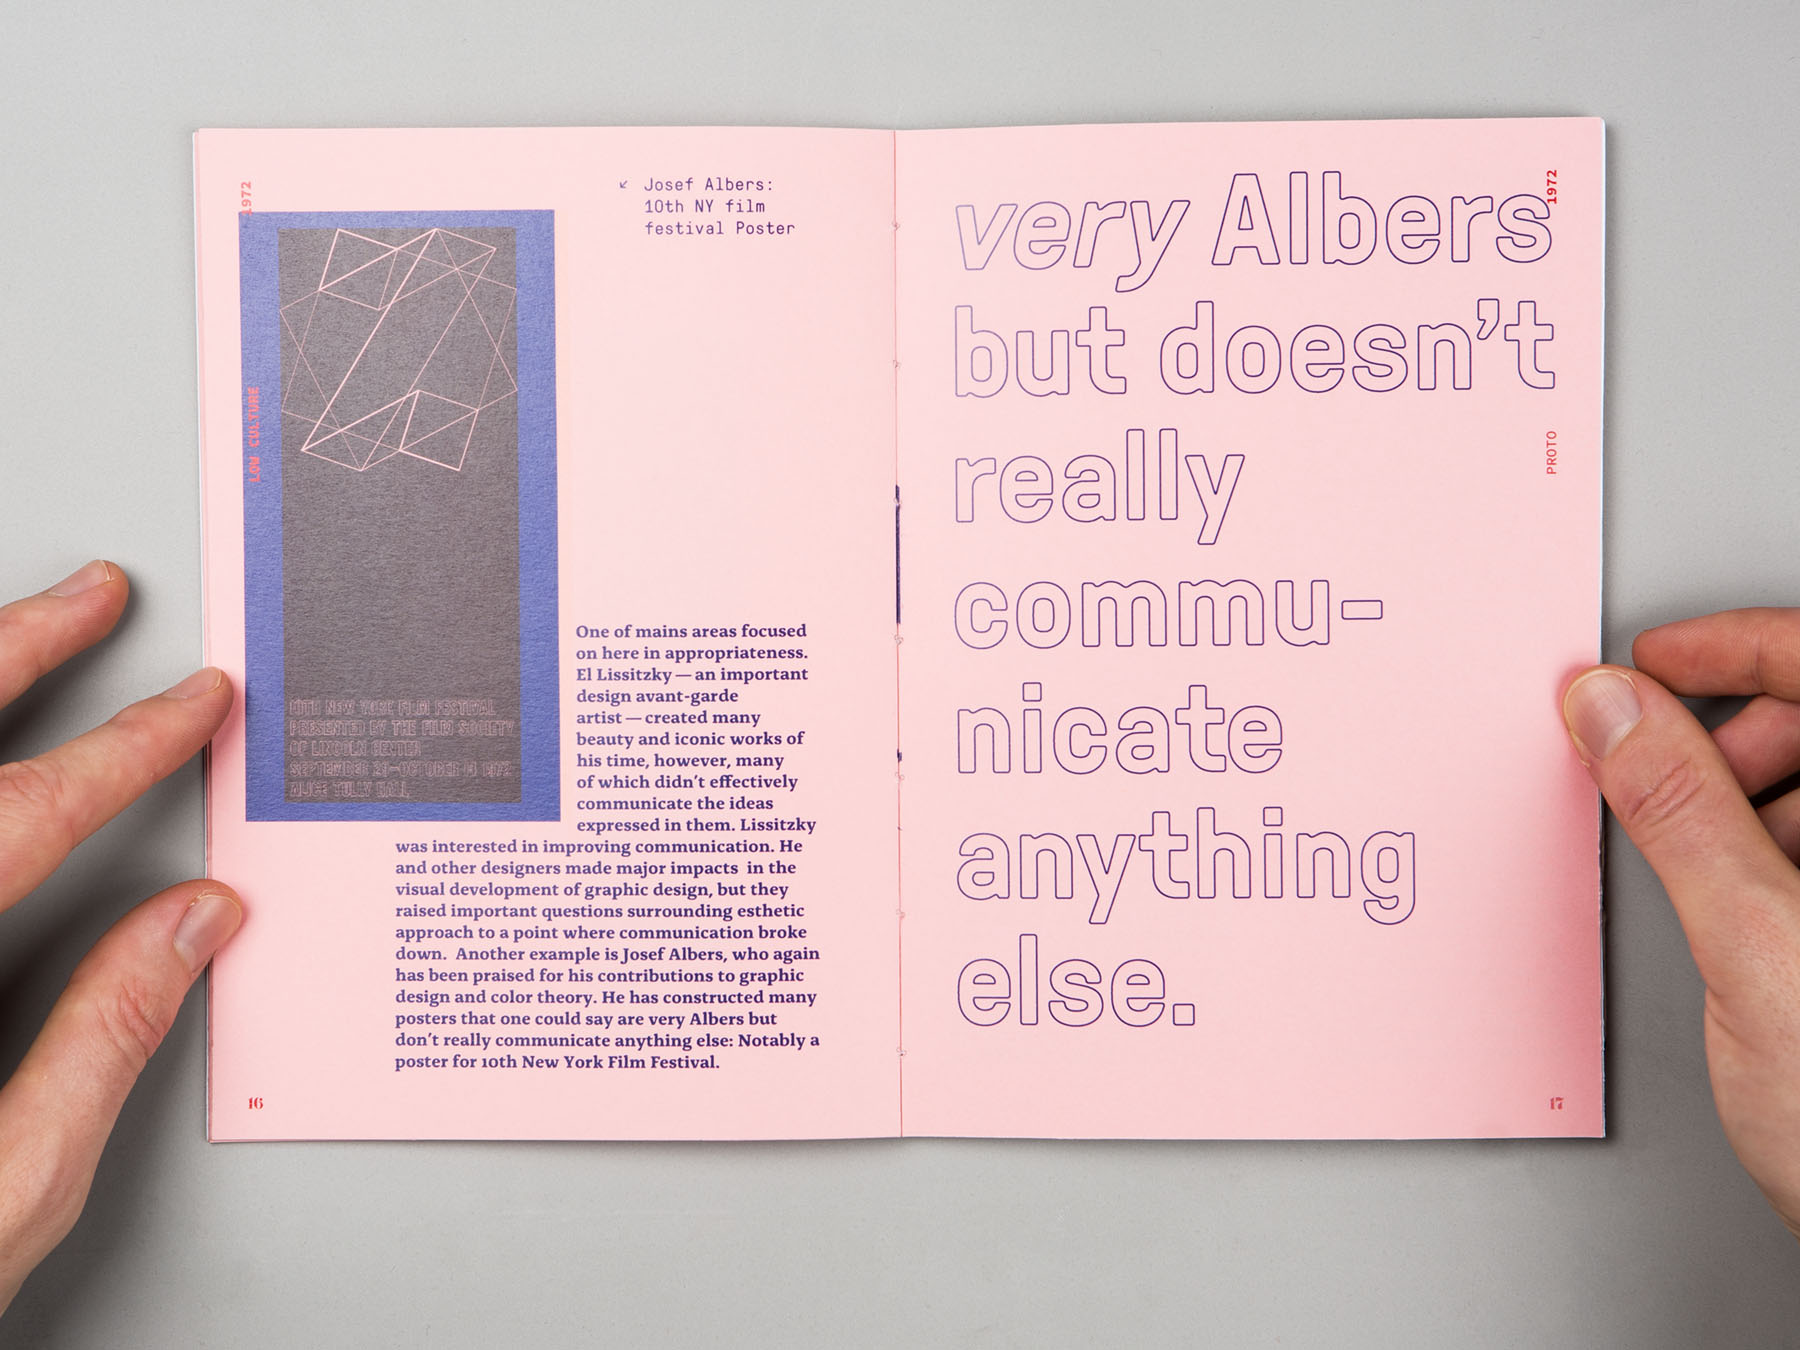 1972
LOW CULTURE
Josef Albers:
10th NY film
festival Poster
10TH NEW YORK FILM FESTIVAL
PRESENTED BY THE FILM SOCIETY
OF LINCOLN CENTER
SEPTEMBER 29–OCTOBER 14 1972
ALICE TULLY HALL,
One of mains areas focused
on here in appropriateness.
El Lissitzky — an important
design avant-garde
artist — created many
beauty and iconic works of
his time, however, many
of which didn't effectively
communicate the ideas
expressed in them. Lissitzky
was interested in improving communication. He
and other designers made major impacts  in the
visual development of graphic design, but they
raised important questions surrounding esthetic
approach to a point where communication broke
down.  Another example is Josef Albers, who again
has been praised for his contributions to graphic
design and color theory. He has constructed many
posters that one could say are very Albers but
don't really communicate anything else: Notably a
poster for 10th New York Film Festival.
16
very Albers
but doesn't
really
commu-
nicate
anything
else.
1972
PROTO
17